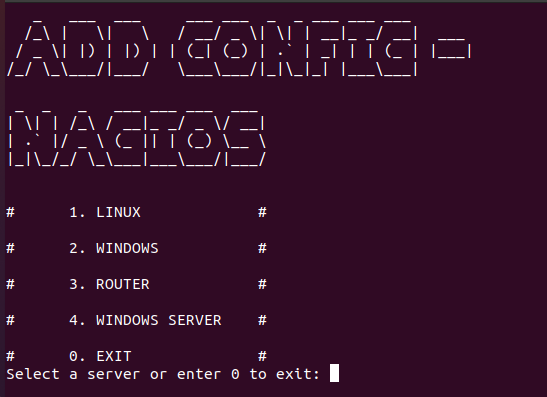 ADD CONFIG -
NAGIOS
# 1. LINUX #
# 2. WINDOWS #
# 3. ROUTER #
# 4. WINDOWS SERVER #
# 0. EXIT #
Select a server or enter 0 to exit: